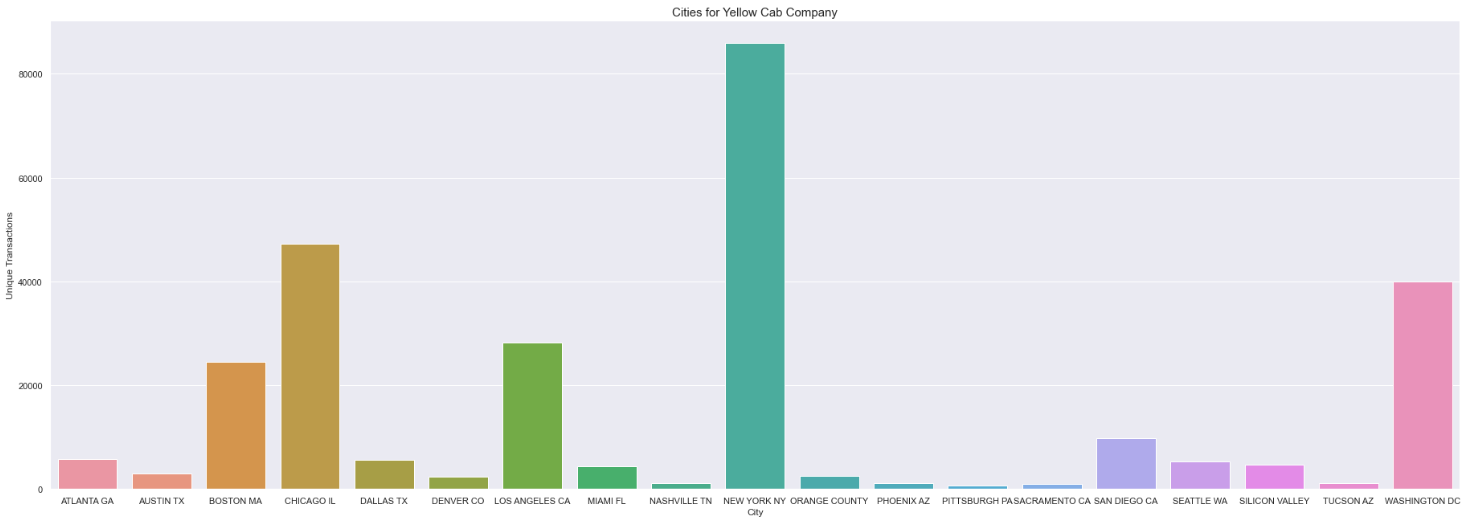 Cities for Yellow Cab Company
Unique Transactions
80000
60000
40000
20000
0
ATLANTA GA AUSTIN TX BOSTON MA CHICAGO IL DALLAS TX DENVER CO LOS ANGELES CA MIAMI FL NASHVILLE TN NEW YORK NY ORANGE COUNTY PHOENIX AZ PITTSBURGH PA SACRAMENTO CA SAN DIEGO CA SEATTLE WA SILICON VALLEY TUCSON AZ WASHINGTON DC
City